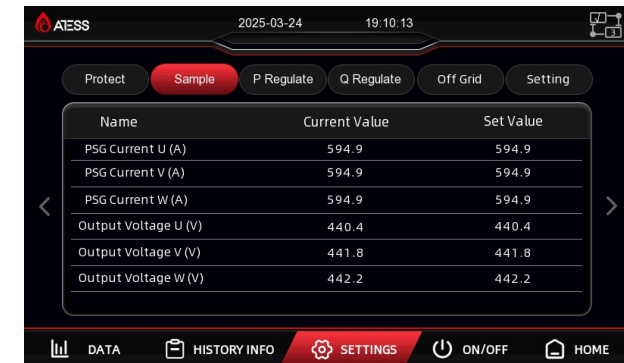 ATESS 2025-03-24 19:10:13
3
Protect Sample P Regulate Q Regulate Off Grid Setting
Name Current Value Set Value
PSG Current U (A) 594.9 594.9
PSG Current V (A) 594.9 594.9
PSG Current W (A) 594.9 594.9
Output Voltage U (V) 440.4 440.4
Output Voltage V (V) 441.8 441.8
Output Voltage W (V) 442.2 442.2
DATA HISTORY INFO SETTINGS ON/OFF HOME